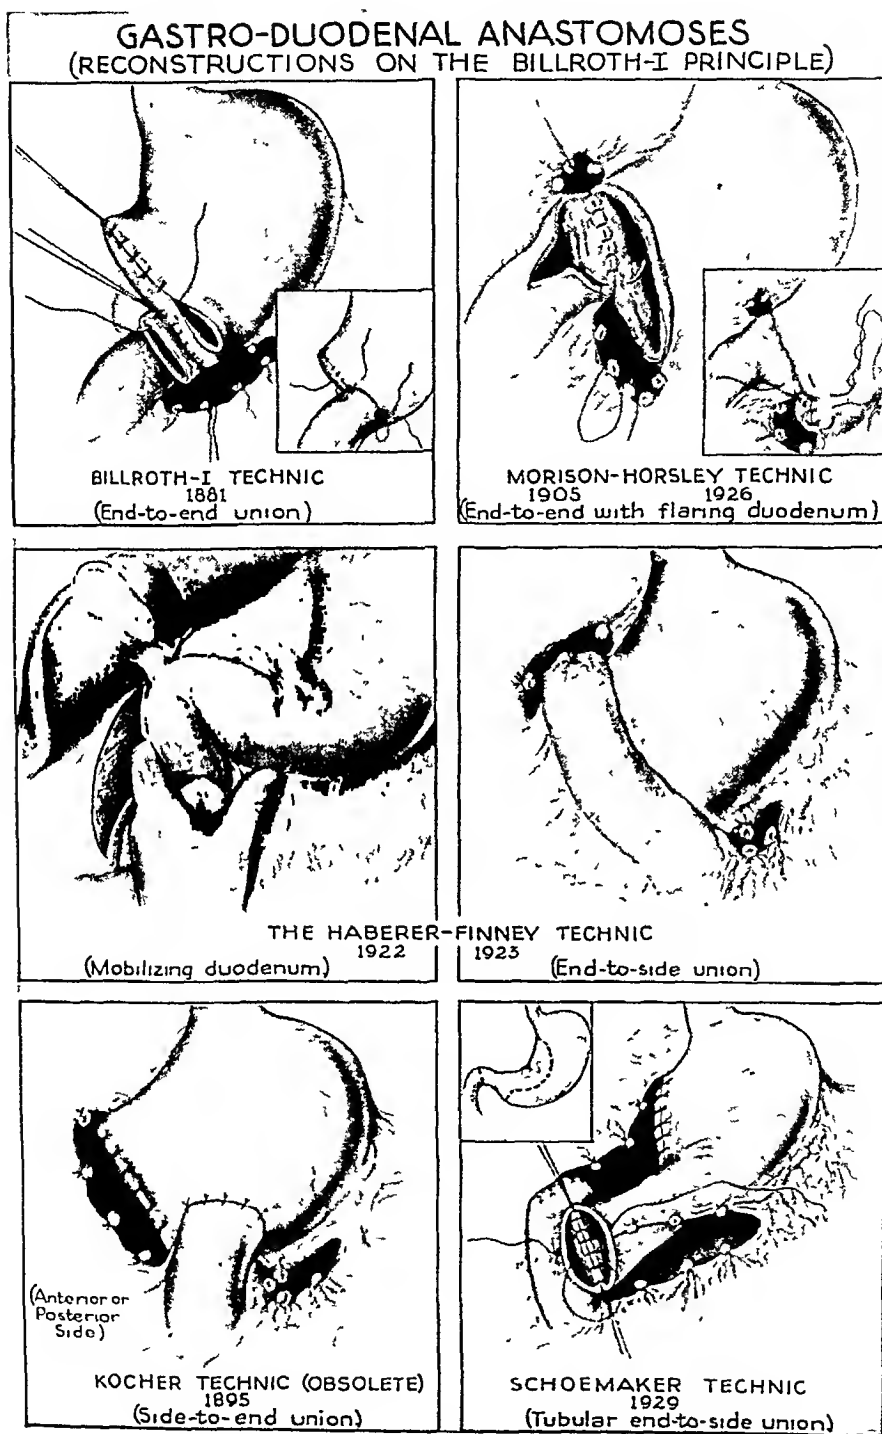 GASTRO-DUODENAL ANASTOMOSES
(RECONSTRUCTIONS ON THE BILLROTH-I PRINCIPLE)
BILLROTH-I TECHNIC
1881
(End-to-end union)
MORISON-HORSLEY TECHNIC
1905 1926
(End-to-end with flaring duodenum)
THE HABERER-FINNEY TECHNIC
1922 1923
(Mobilizing duodenum)
(End-to-side union)
(Anterior or
Posterior
Side)
KOCHER TECHNIC (OBSOLETE)
1895
(Side-to-end union)
SCHOEMAKER TECHNIC
1929
(Tubular end-to-side union)